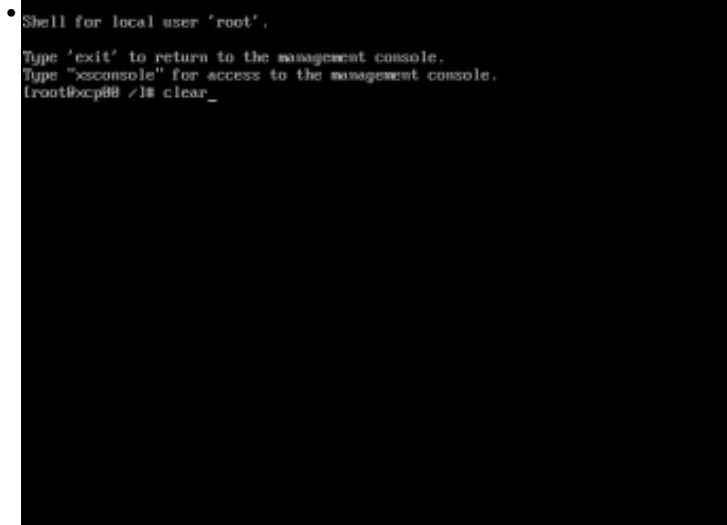 Shell for local user 'root'.
Type 'exit' to return to the management console.
Type "xsconsole" for access to the management console.
[root@xcp00 /]# clear_